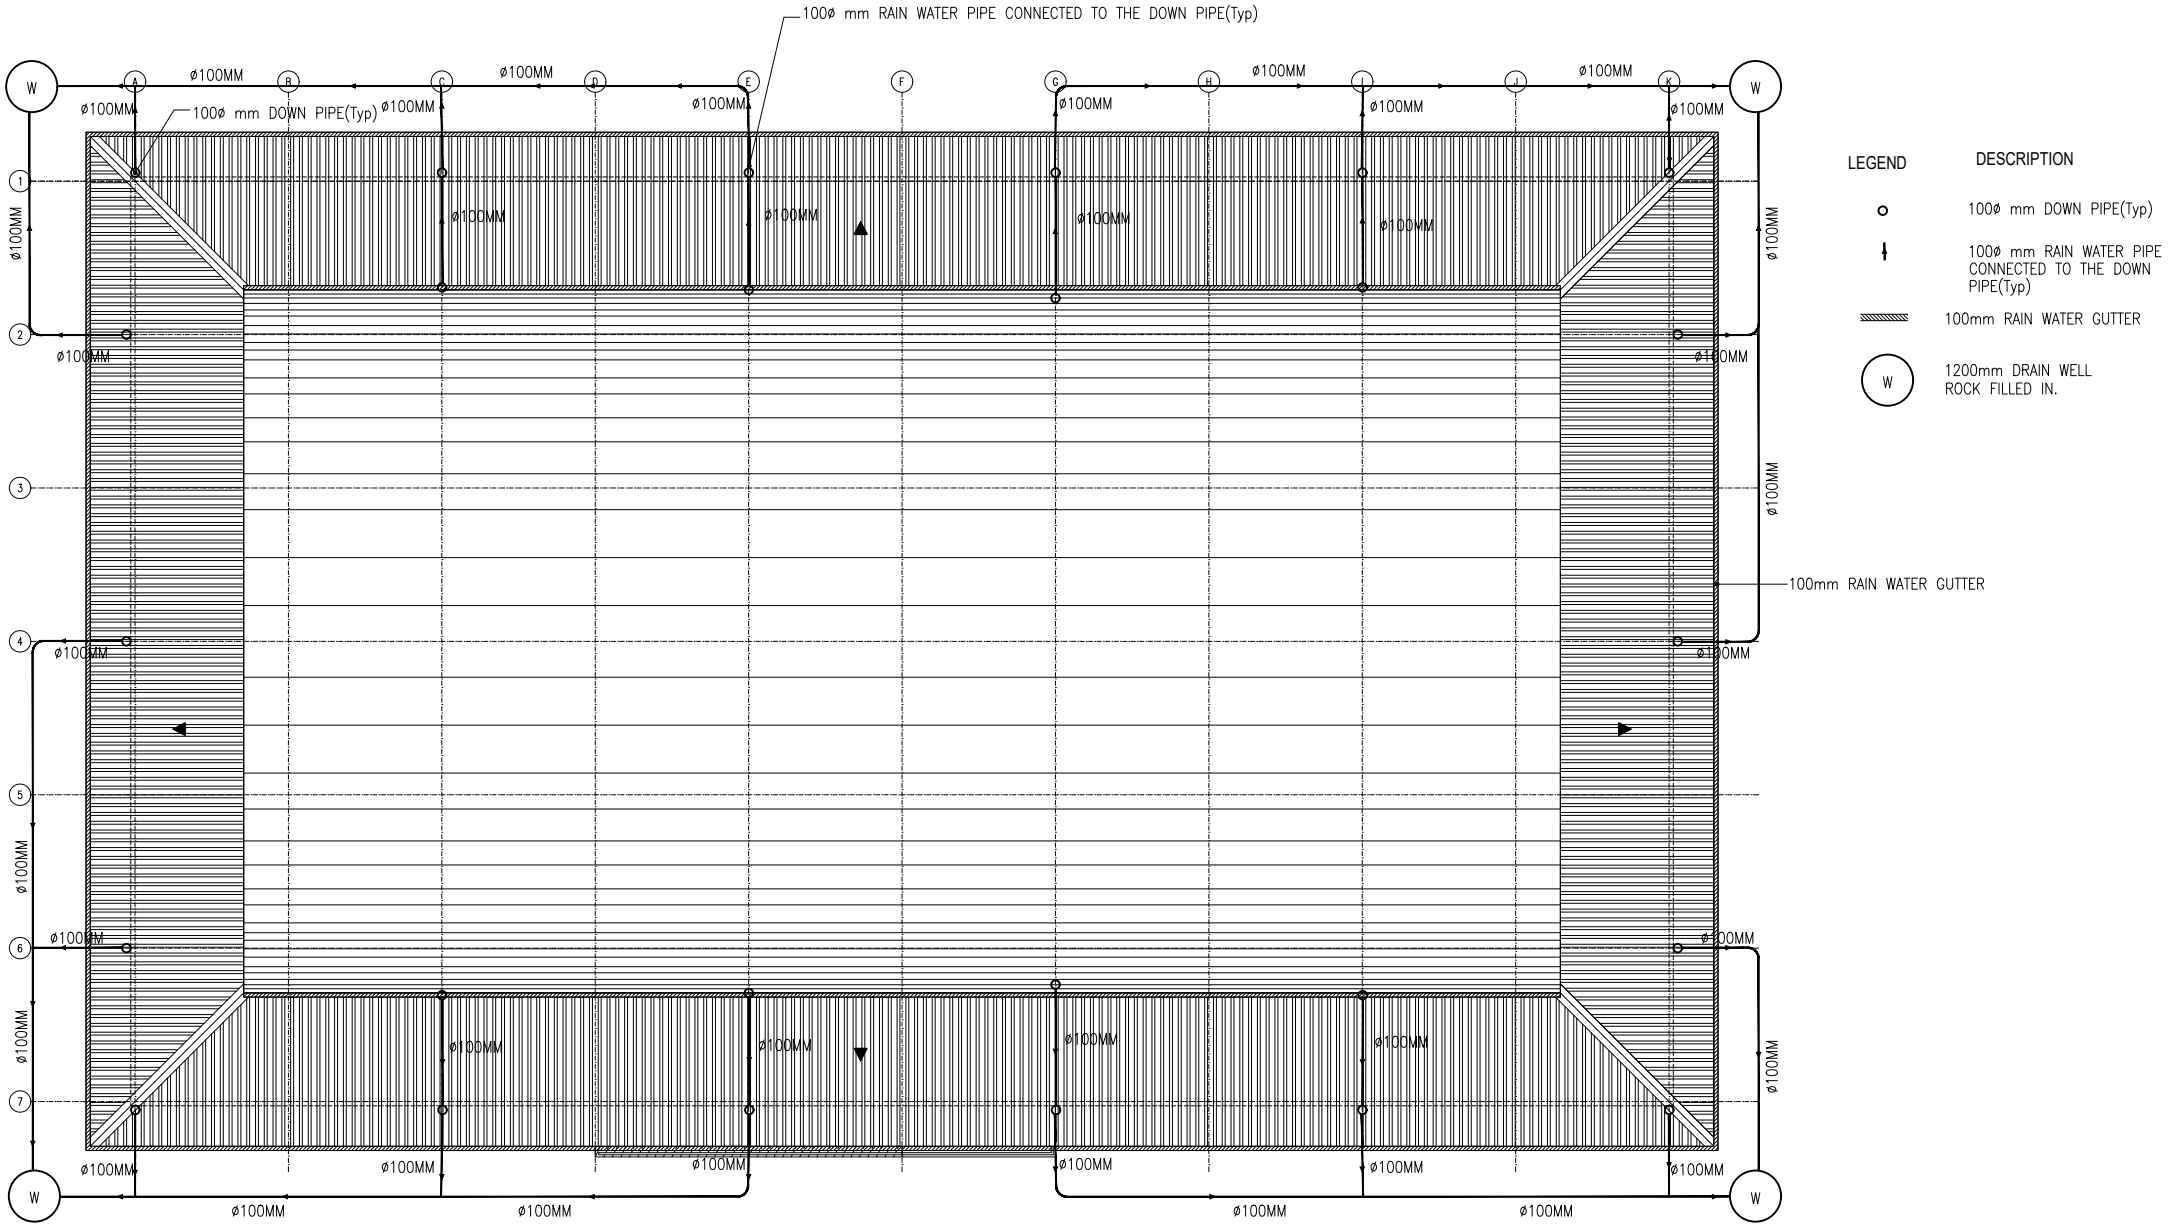 100ø mm RAIN WATER PIPE CONNECTED TO THE DOWN PIPE(Typ)
W
A
ø100MM
B
C
ø100MM
D
E
F
G
H
ø100MM
I
J
ø100MM
K
W
ø100MM
100ø mm DOWN PIPE(Typ)
ø100MM
ø100MM
ø100MM
ø100MM
ø100MM
LEGEND
DESCRIPTION
1
100ø mm DOWN PIPE(Typ)
ø100MM
ø100MM
ø100MM
ø100MM
ø100MM
ø100MM
100ø mm RAIN WATER PIPE
CONNECTED TO THE DOWN
PIPE(Typ)
100mm RAIN WATER GUTTER
2
ø100MM
ø100MM
W
1200mm DRAIN WELL
ROCK FILLED IN.
3
ø100MM
100mm RAIN WATER GUTTER
4
ø100MM
ø100MM
5
ø100MM
6
ø100MM
ø100MM
ø100MM
ø100MM
ø100MM
ø100MM
ø100MM
ø100MM
7
ø100MM
ø100MM
ø100MM
ø100MM
ø100MM
ø100MM
W
ø100MM
ø100MM
ø100MM
ø100MM
W